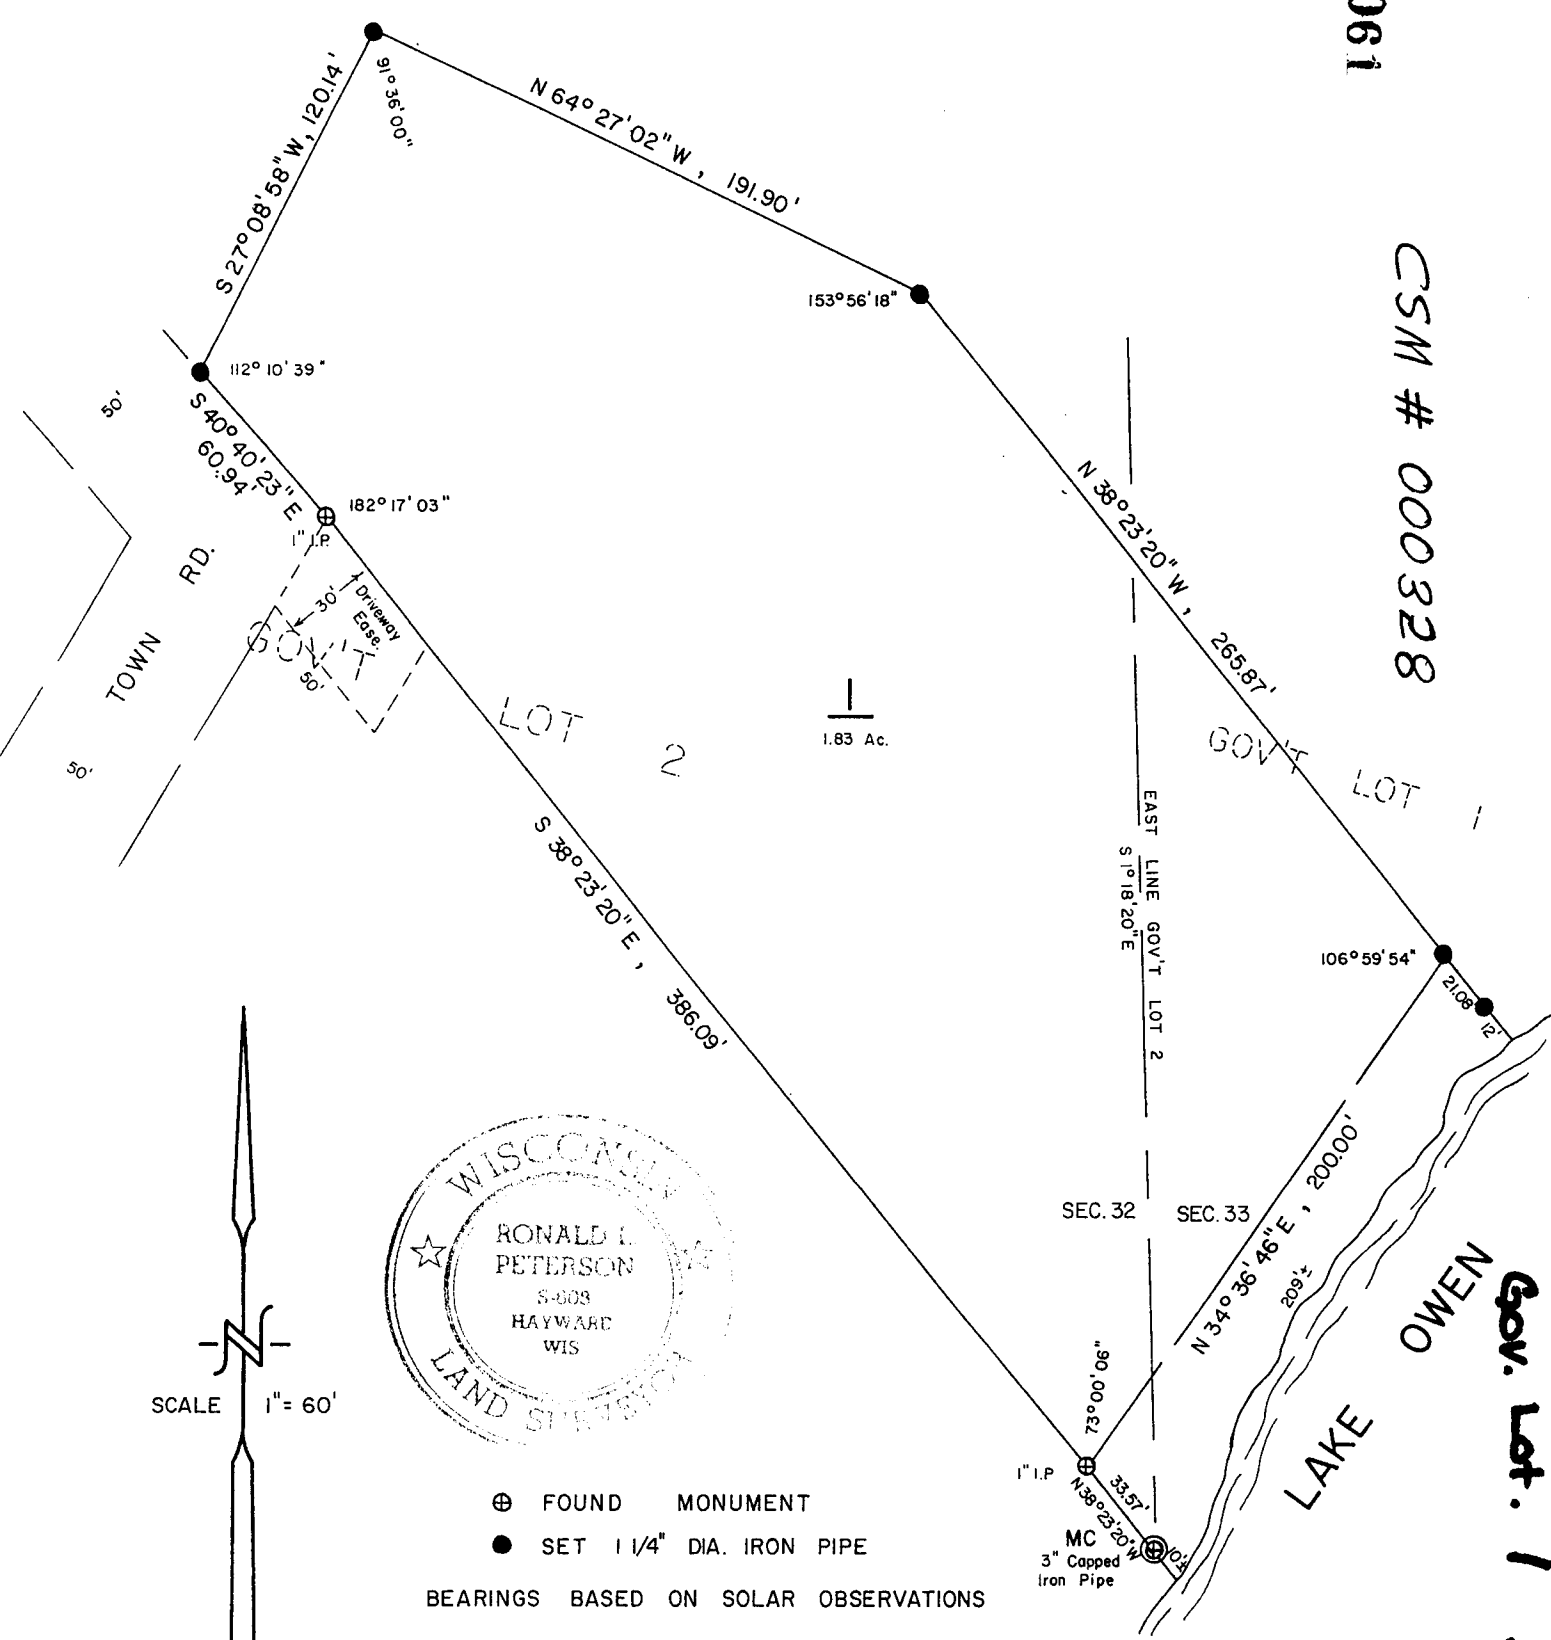 061
91° 36' 00"
S 27° 08' 58" W, 120.14'
N 64° 27' 02" W, 191.90'
153° 56' 18"
CSM # 000328
112° 10' 39"
50'
S 40° 40' 23" E
60.94'
182° 17' 03"
1" I.P.
N 38° 23' 20" W, 265.87'
TOWN RD.
30'
Driveway
Ease.
50'
GOV'T LOT 2
50'
1
1.83 Ac.
GOV'T LOT 1
EAST LINE GOV'T LOT 2
S 1° 18' 20" E
S 38° 23' 20" E, 386.09'
106° 59' 54"
21.08'
12'
SEC. 32
SEC. 33
N 34° 36' 46" E, 200.00'
209'±
LAKE OWEN
Gov. Lot. 1
WISCONSIN
RONALD L.
PETERSON
S-608
HAYWARD
WIS
LAND SURVEYOR
N
SCALE 1" = 60'
73° 00' 06"
1" I.P.
33.57'
N 38° 23' 20" W
MC
3" Capped
Iron Pipe
10'±
FOUND MONUMENT
SET 1 1/4" DIA. IRON PIPE
BEARINGS BASED ON SOLAR OBSERVATIONS